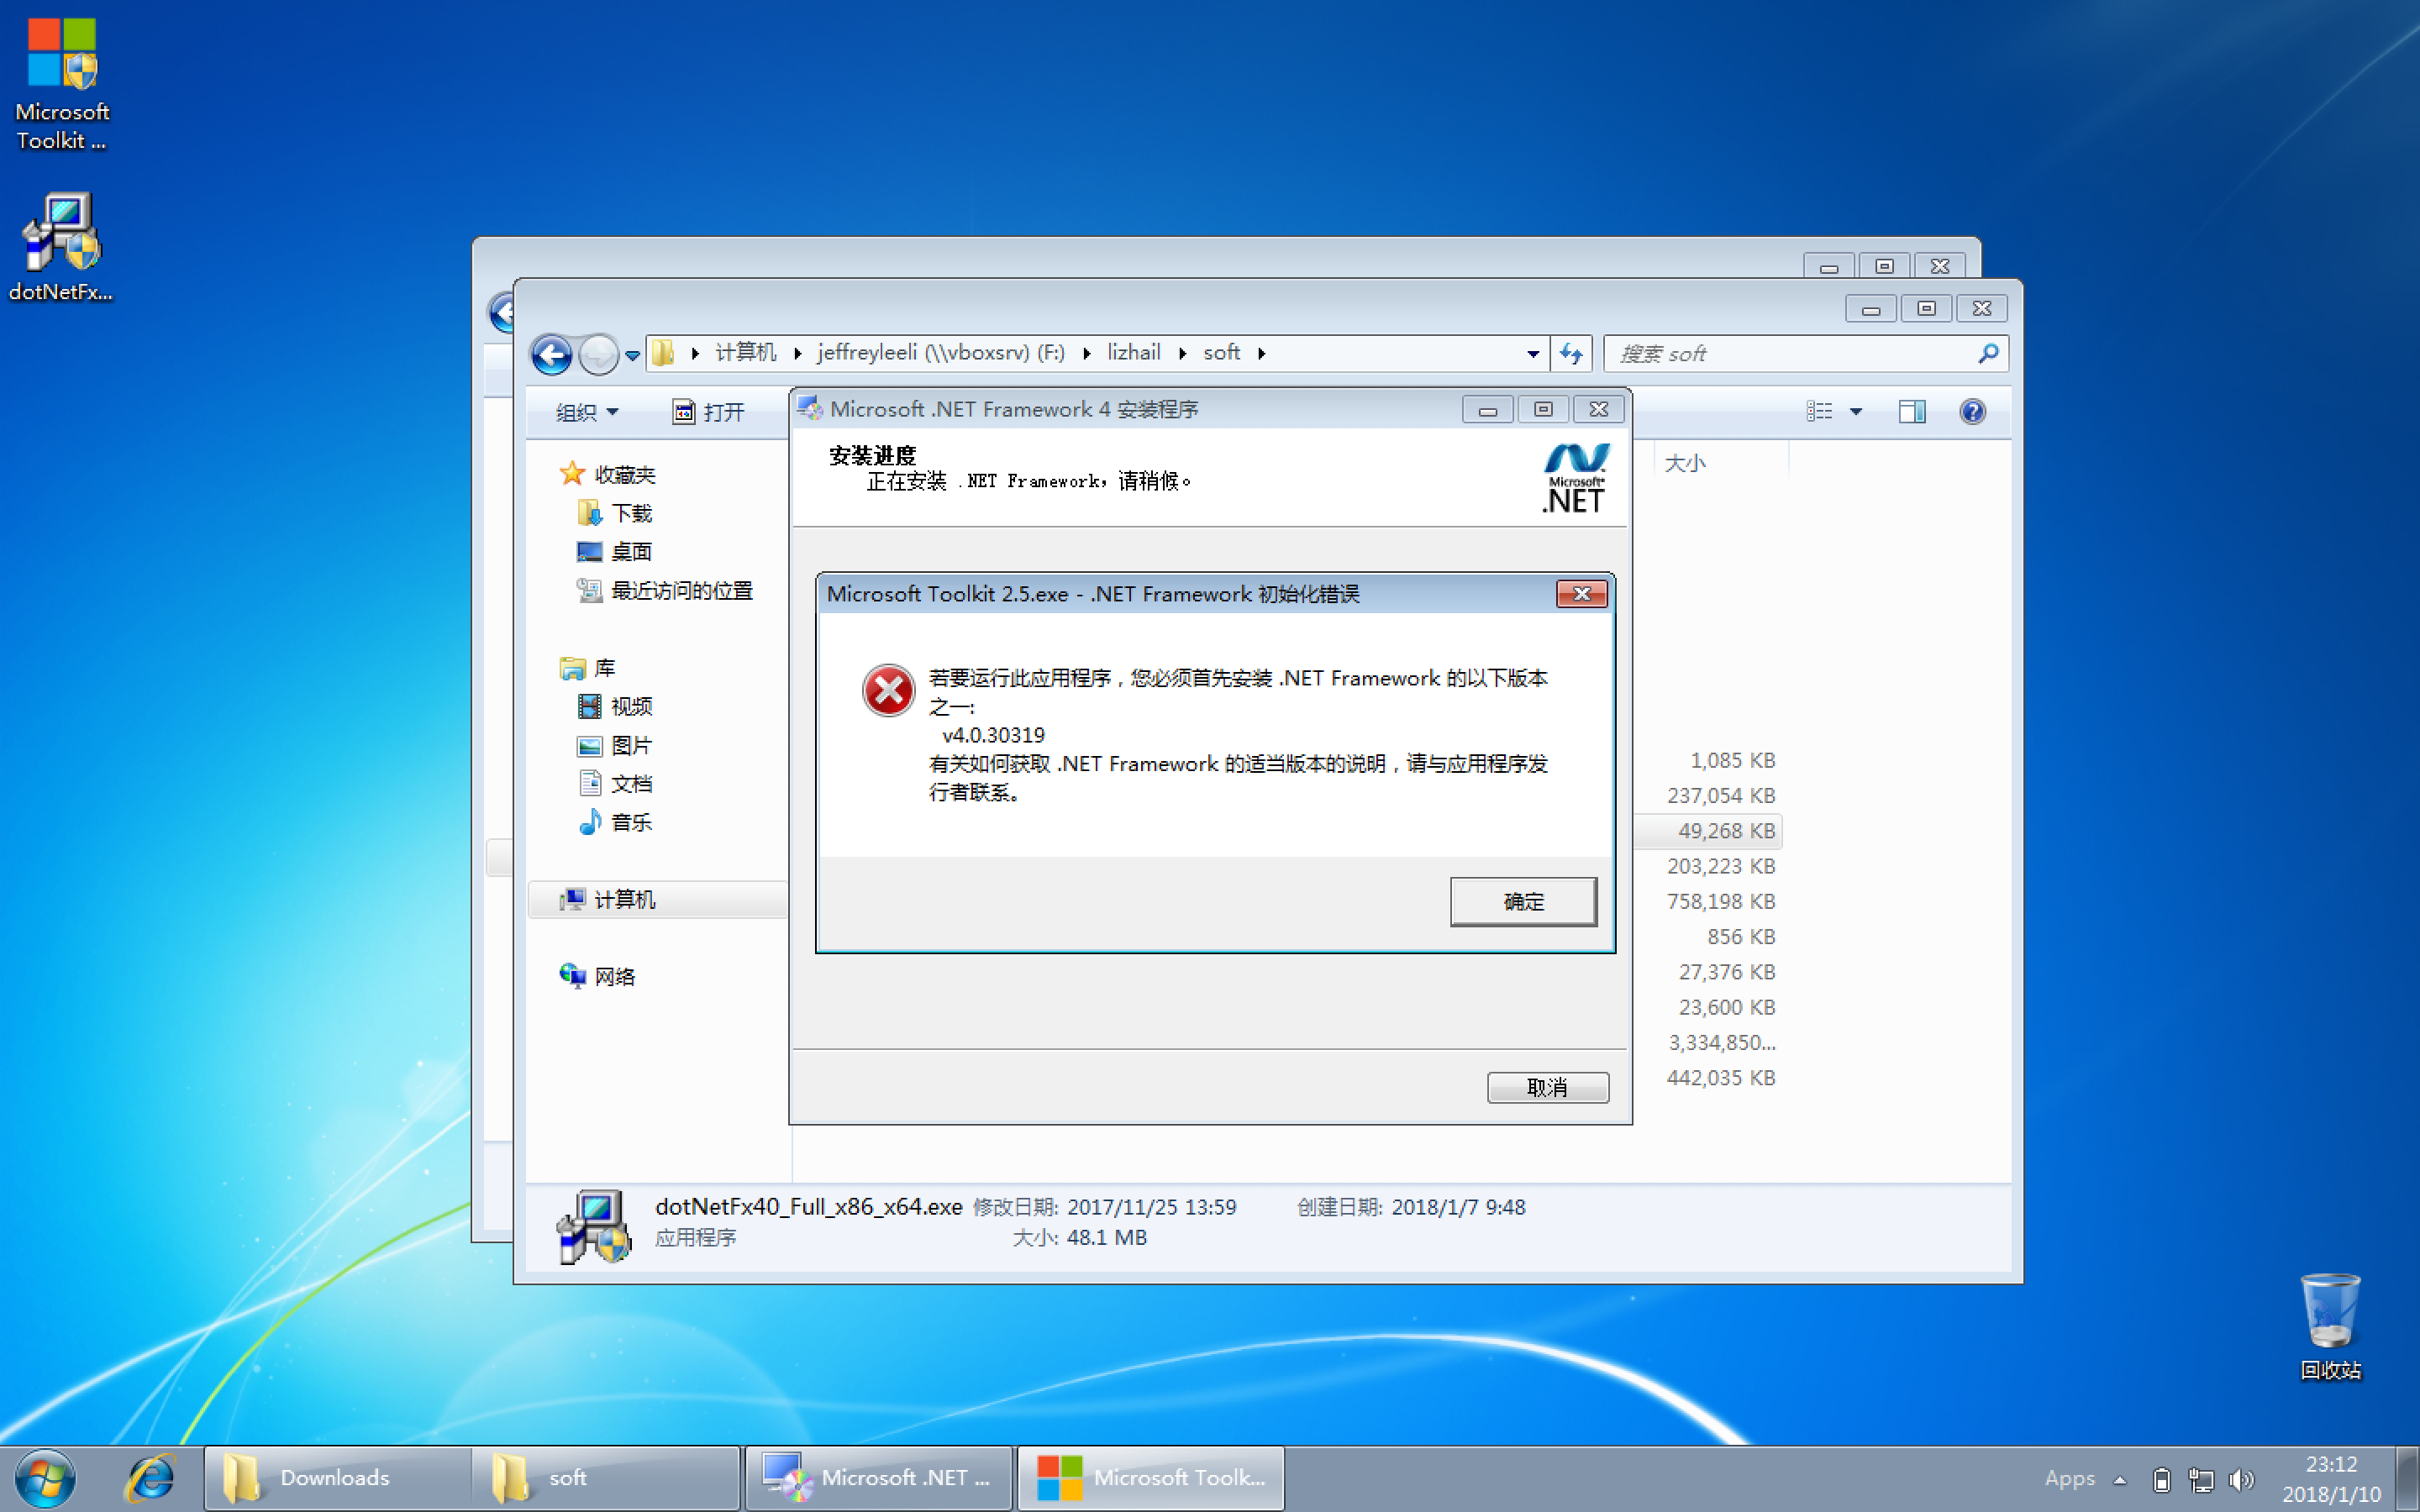 Microsoft
Toolkit ...
dotNetFx...
计算机 jeffreyleeli (\\vboxsrv) (F:) lizhail soft
搜索 soft
组织
打开
大小
收藏夹
下载
桌面
最近访问的位置
库
视频
图片
文档
音乐
计算机
网络
Microsoft .NET Framework 4 安装程序
安装进度
正在安装 .NET Framework，请稍候。
Microsoft
.NET
Microsoft Toolkit 2.5.exe - .NET Framework 初始化错误
若要运行此应用程序，您必须首先安装 .NET Framework 的以下版本
之一:
v4.0.30319
有关如何获取 .NET Framework 的适当版本的说明，请与应用程序发
行者联系。
确定
取消
1,085 KB
237,054 KB
49,268 KB
203,223 KB
758,198 KB
856 KB
27,376 KB
23,600 KB
3,334,850...
442,035 KB
dotNetFx40_Full_x86_x64.exe 修改日期: 2017/11/25 13:59 创建日期: 2018/1/7 9:48
应用程序 大小: 48.1 MB
回收站
Downloads
soft
Microsoft .NET ...
Microsoft Toolk...
Apps
23:12
2018/1/10